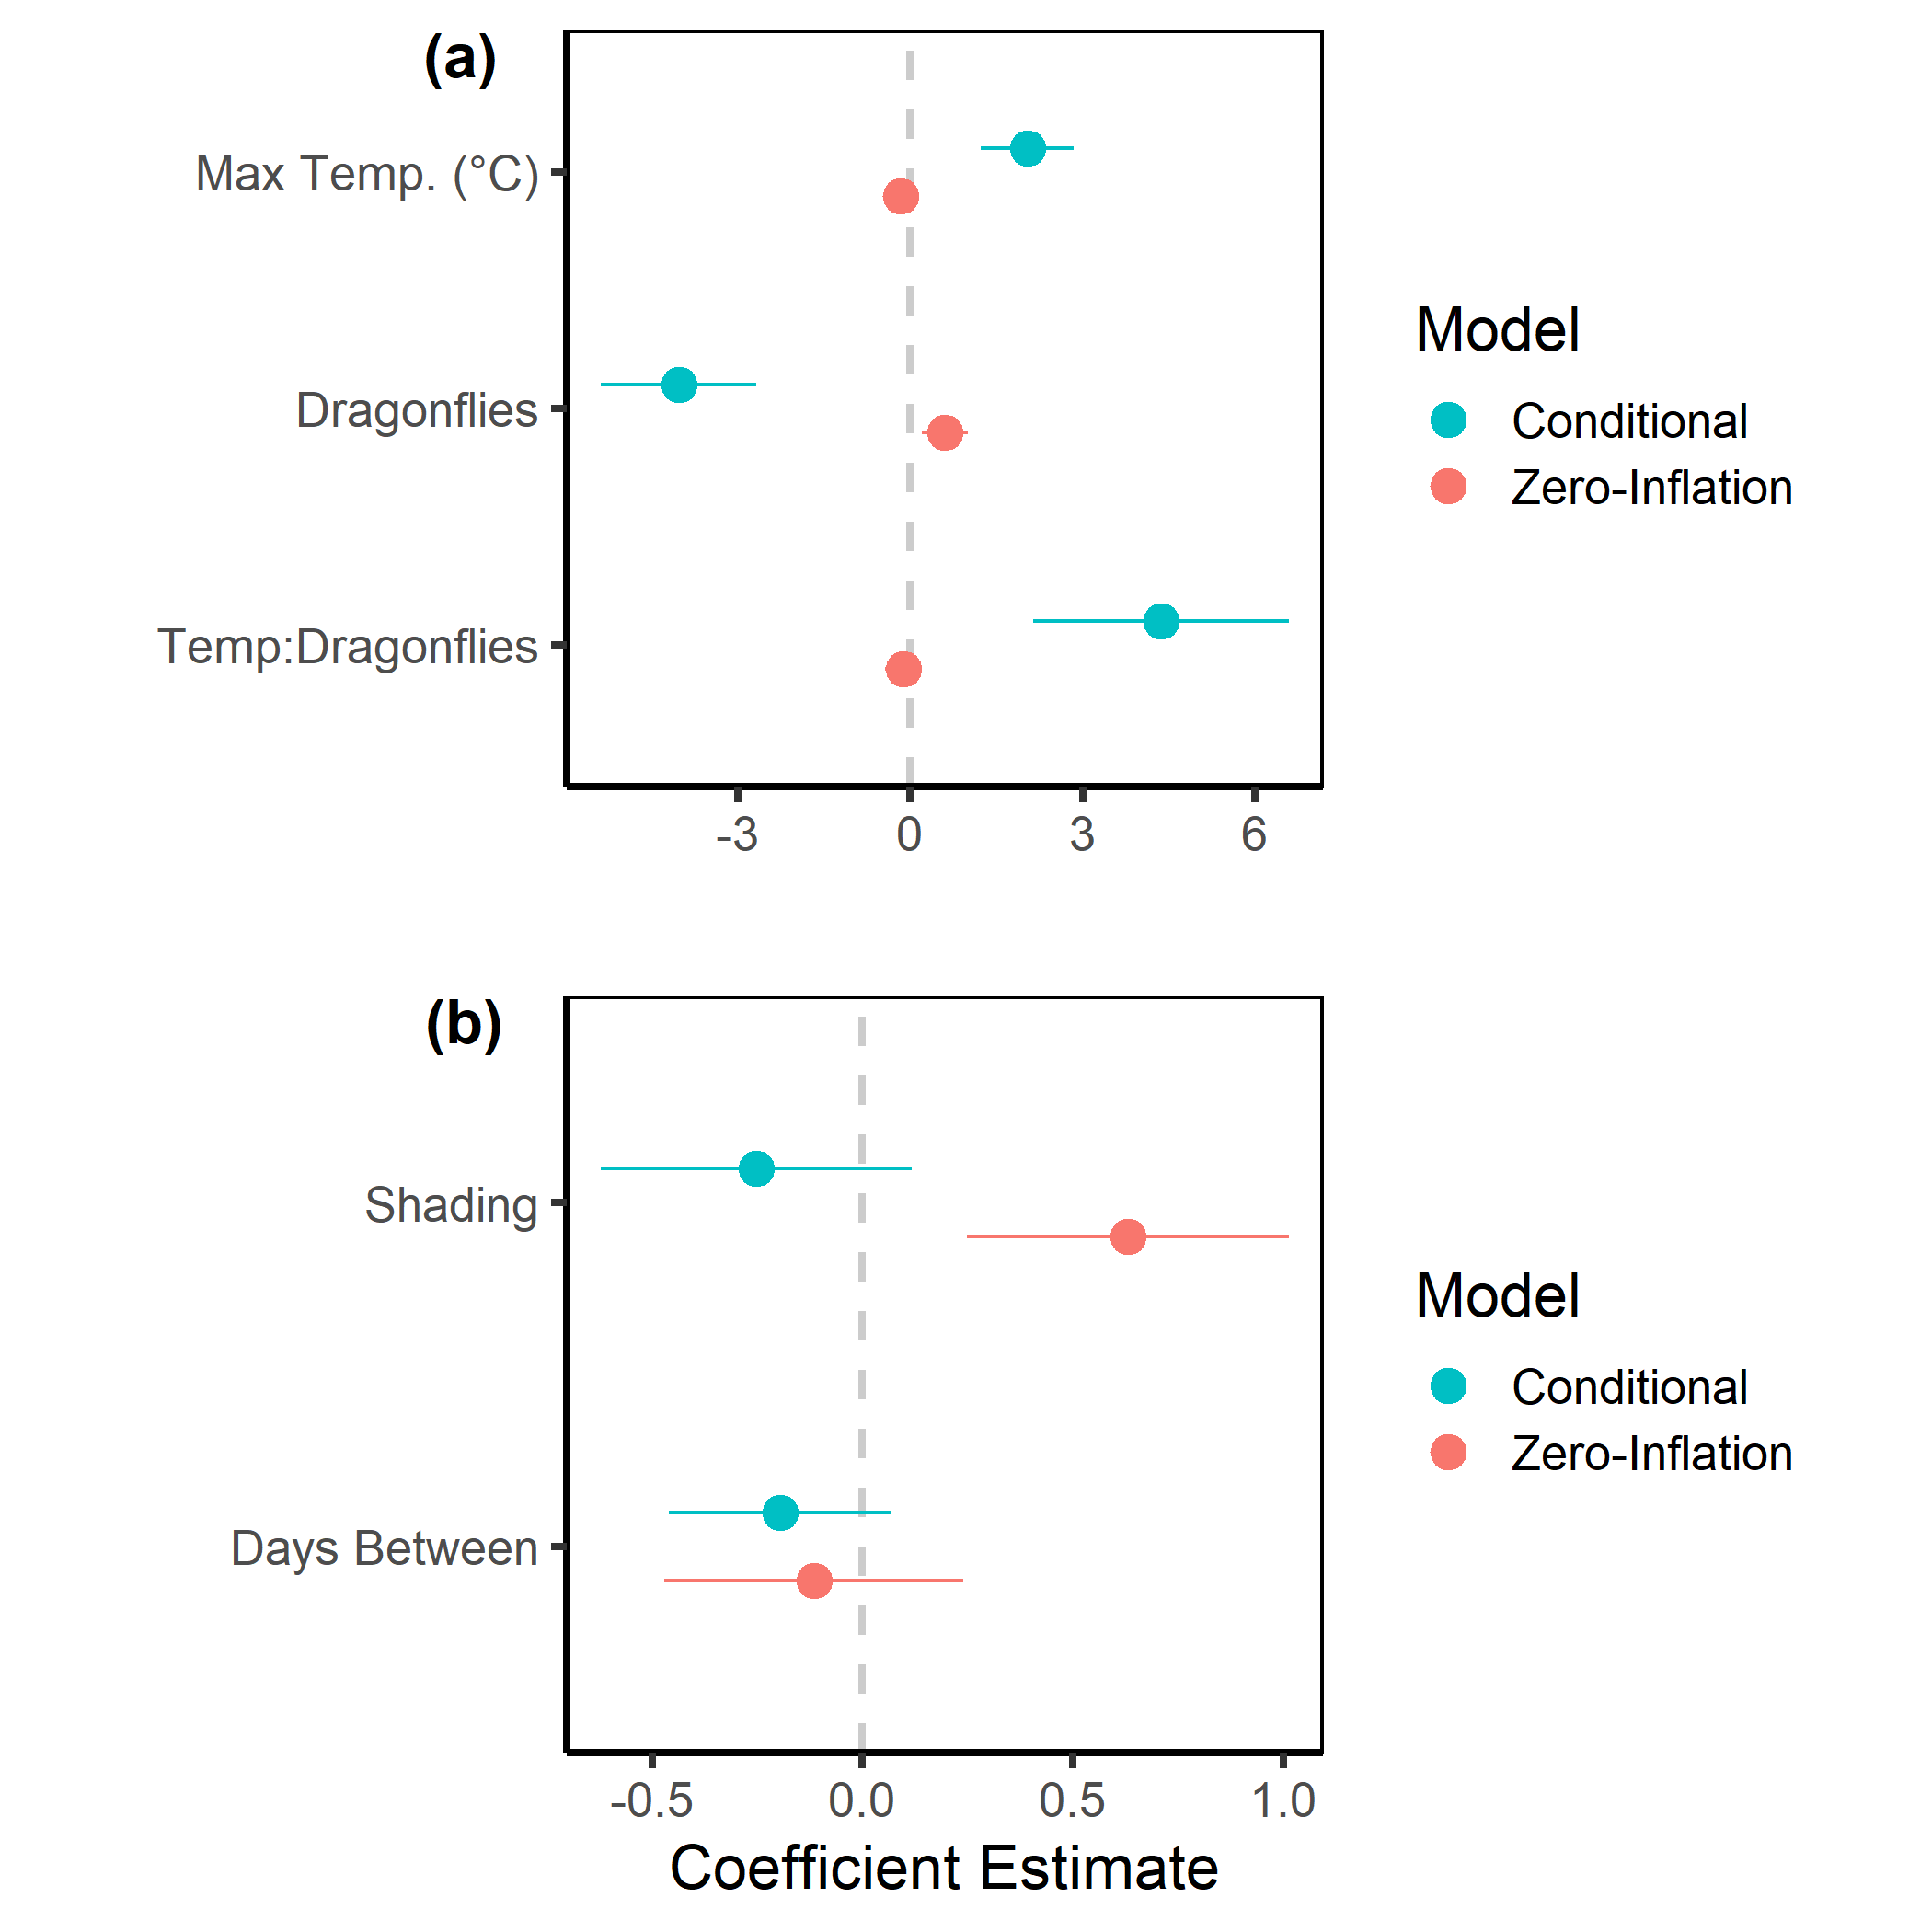 (a)
Max Temp. (°C)
Dragonflies
Temp:Dragonflies
-3 0 3 6
Model
Conditional
Zero-Inflation
(b)
Shading
Days Between
-0.5 0.0 0.5 1.0
Coefficient Estimate
Model
Conditional
Zero-Inflation